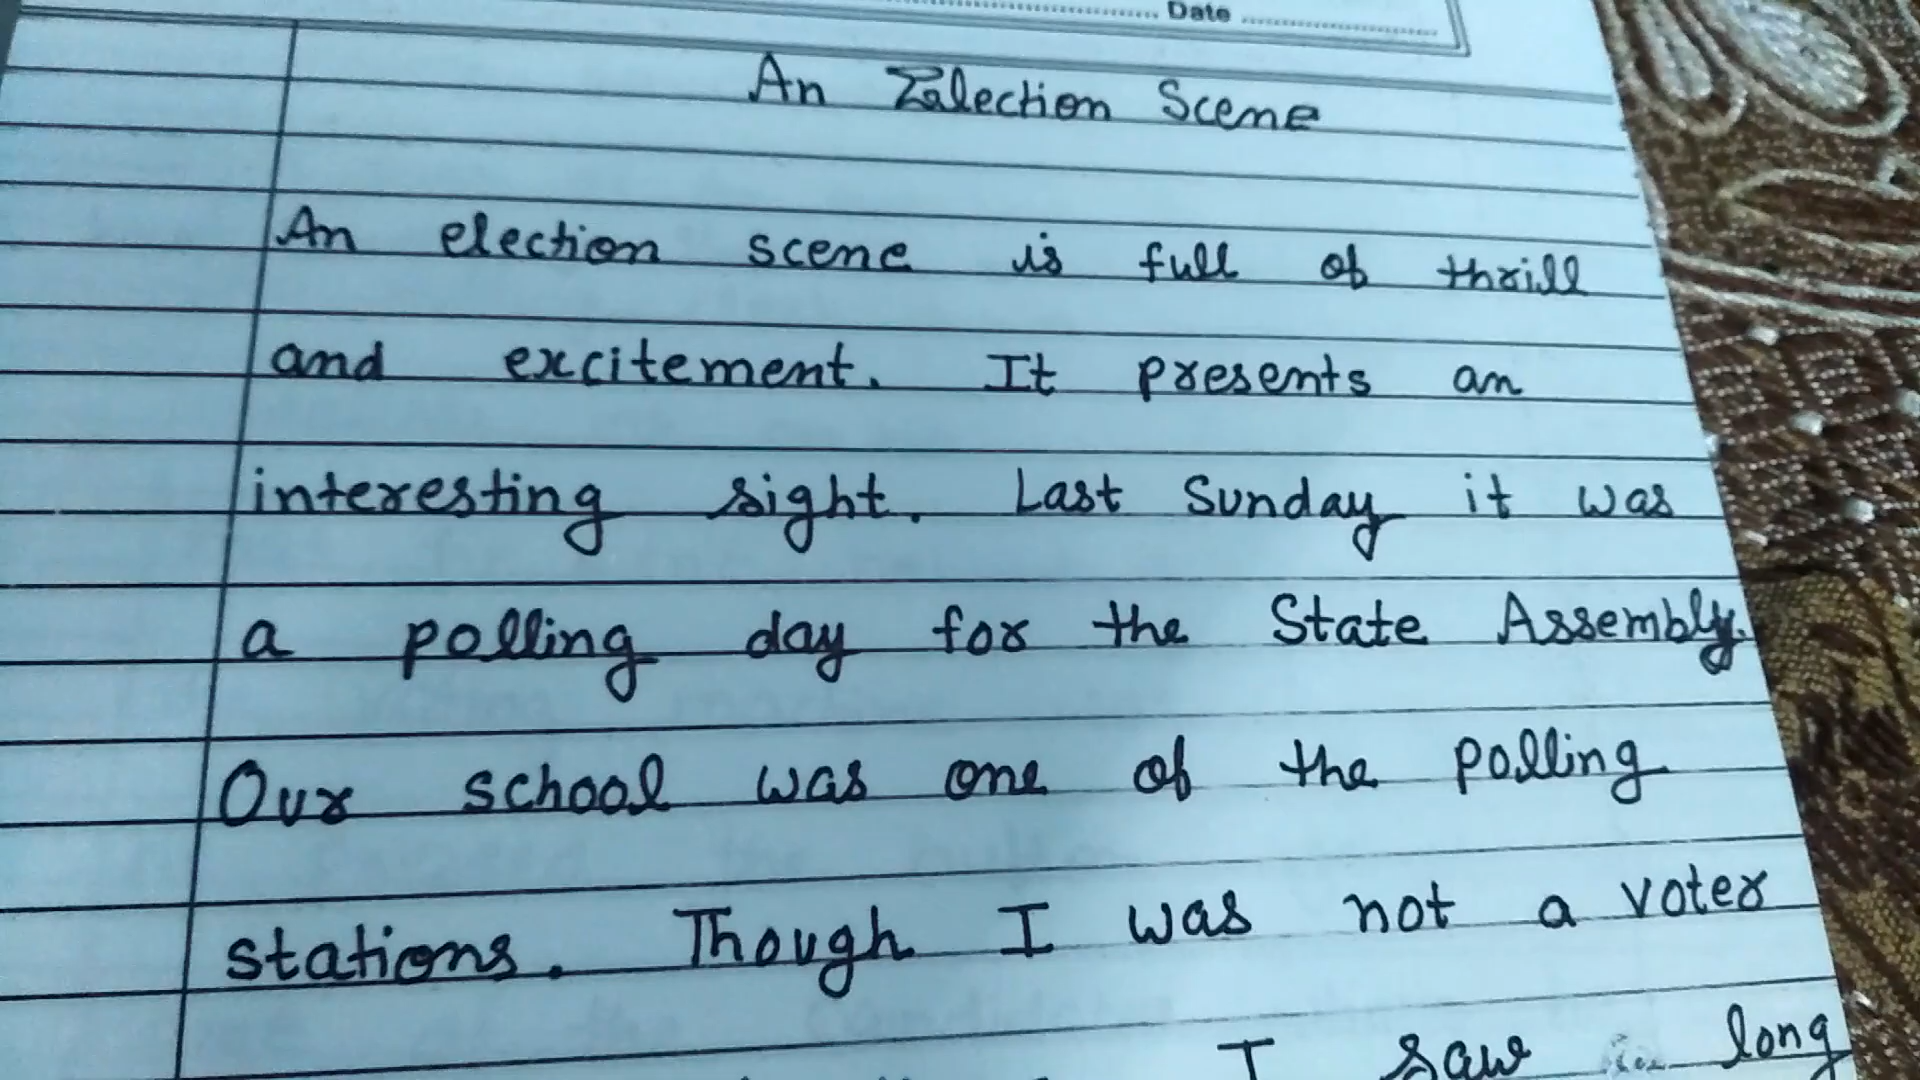 Date
An Election Scene
An election scene is full of thrill
and excitement. It presents an
interesting sight. Last Sunday it was
a polling day for the State Assembly.
Our school was one of the polling
stations. Though I was not a voter
I saw long